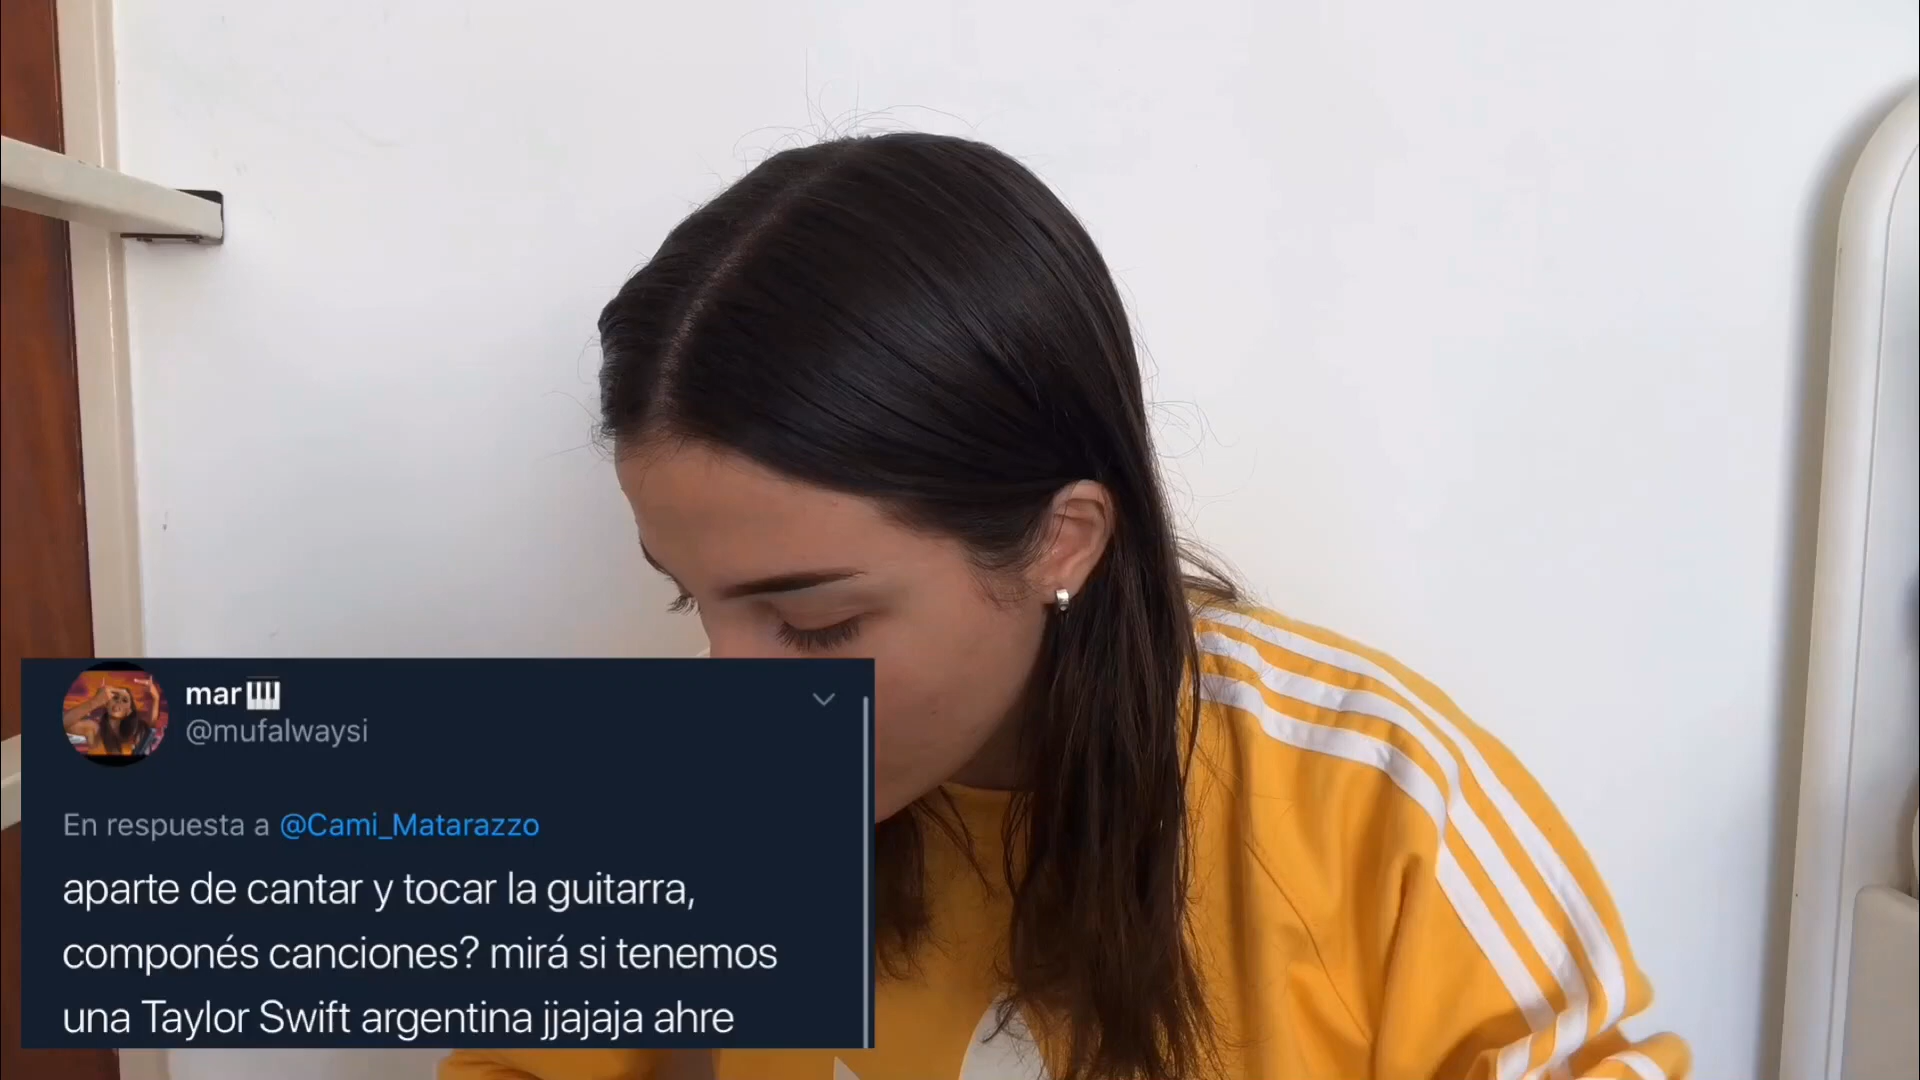 mar🎹
@mufalwaysi
En respuesta a @Cami_Matarazzo
aparte de cantar y tocar la guitarra,
componés canciones? mirá si tenemos
una Taylor Swift argentina jjajaja ahre